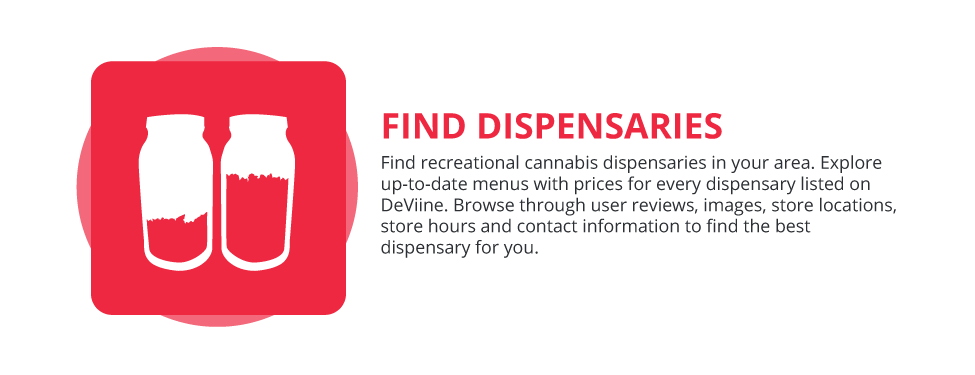 FIND DISPENSARIES
Find recreational cannabis dispensaries in your area. Explore
up-to-date menus with prices for every dispensary listed on
DeViine. Browse through user reviews, images, store locations,
store hours and contact information to find the best
dispensary for you.